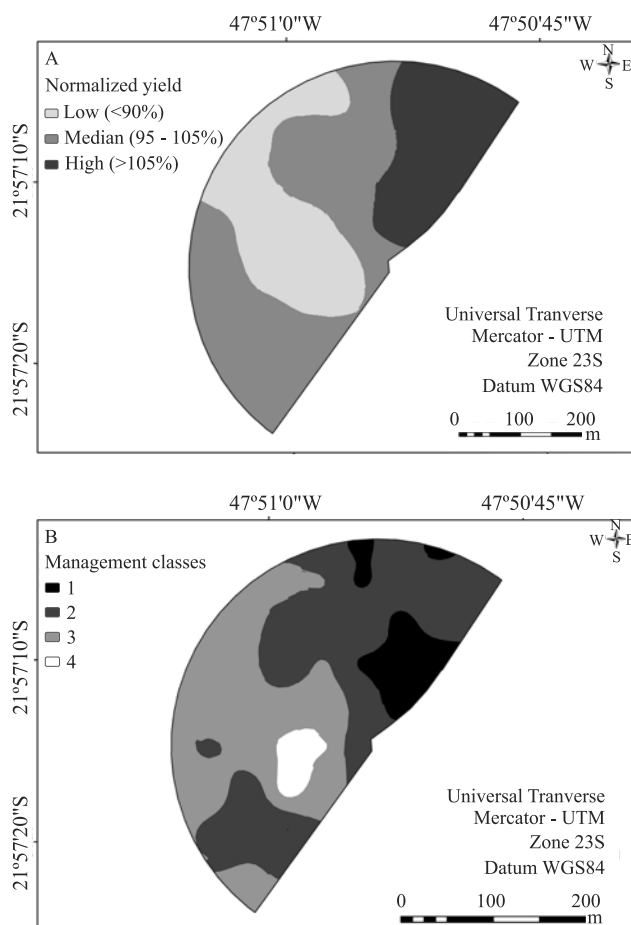 47º51'0"W 47º50'45"W
A
N
W E
S
Normalized yield
Low (<90%)
Median (95 - 105%)
High (>105%)
21º57'10"S
21º57'20"S
Universal Tranverse
Mercator - UTM
Zone 23S
Datum WGS84
0 100 200
m
47º51'0"W 47º50'45"W
B
N
W E
S
Management classes
1
2
3
4
21º57'10"S
21º57'20"S
Universal Tranverse
Mercator - UTM
Zone 23S
Datum WGS84
0 100 200
m